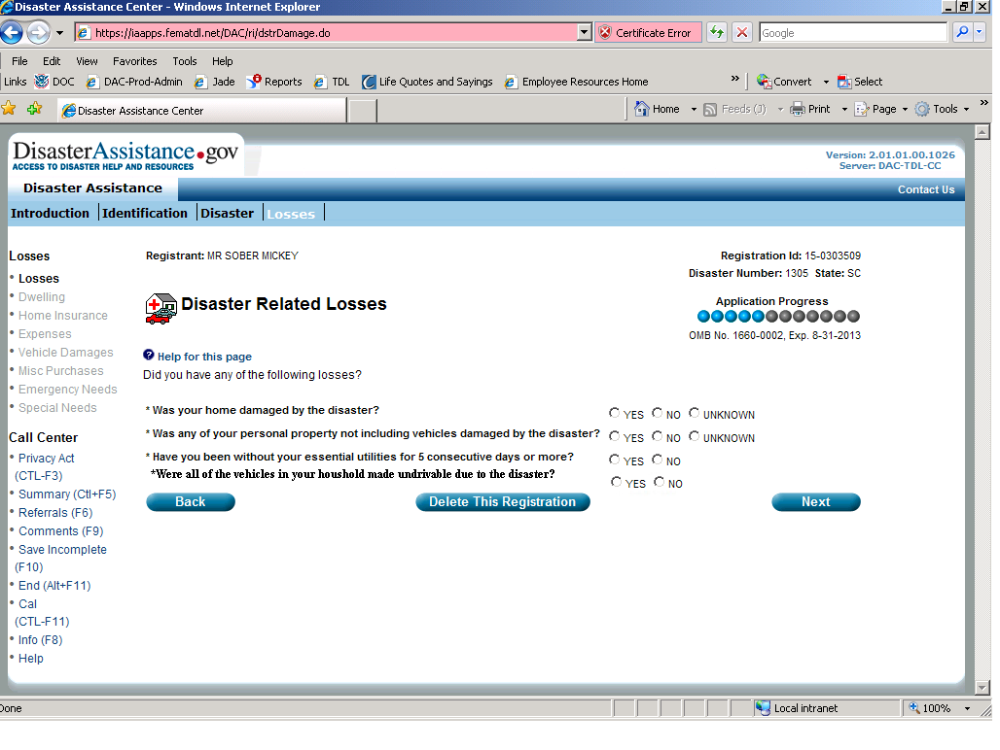 Disaster Assistance Center - Windows Internet Explorer
https://iaapps.fematdl.net/DAC/ri/dstrDamage.do
Certificate Error
Google
File Edit View Favorites Tools Help
Links DOC DAC-Prod-Admin Jade Reports TDL Life Quotes and Sayings Employee Resources Home » Convert Select
Disaster Assistance Center
Home Feeds (J) Print Page Tools »
DisasterAssistance.gov
ACCESS TO DISASTER HELP AND RESOURCES
Version: 2.01.01.00.1026
Server: DAC-TDL-CC
Disaster Assistance
Contact Us
Introduction Identification Disaster Losses
Losses
Losses
Dwelling
Home Insurance
Expenses
Vehicle Damages
Misc Purchases
Emergency Needs
Special Needs
Call Center
Privacy Act
(CTL-F3)
Summary (Ctl+F5)
Referrals (F6)
Comments (F9)
Save Incomplete
(F10)
End (Alt+F11)
Cal
(CTL-F11)
Info (F8)
Help
Registrant: MR SOBER MICKEY
Registration Id: 15-0303509
Disaster Number: 1305 State: SC
Disaster Related Losses
Application Progress
OMB No. 1660-0002, Exp. 8-31-2013
? Help for this page
Did you have any of the following losses?
* Was your home damaged by the disaster? YES NO UNKNOWN
* Was any of your personal property not including vehicles damaged by the disaster? YES NO UNKNOWN
* Have you been without your essential utilities for 5 consecutive days or more? YES NO
*Were all of the vehicles in your houshold made undrivable due to the disaster? YES NO
Back Delete This Registration Next
Done
Local intranet
100%